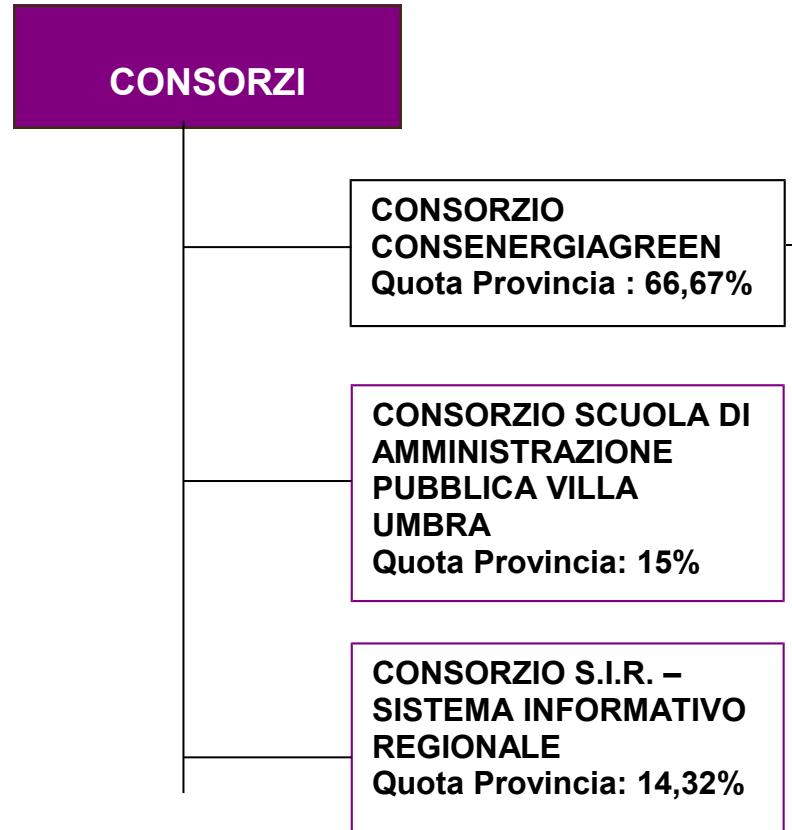 CONSORZI
CONSORZIO
CONSENERGIAGREEN
Quota Provincia : 66,67%
CONSORZIO SCUOLA DI
AMMINISTRAZIONE
PUBBLICA VILLA
UMBRA
Quota Provincia: 15%
CONSORZIO S.I.R. –
SISTEMA INFORMATIVO
REGIONALE
Quota Provincia: 14,32%